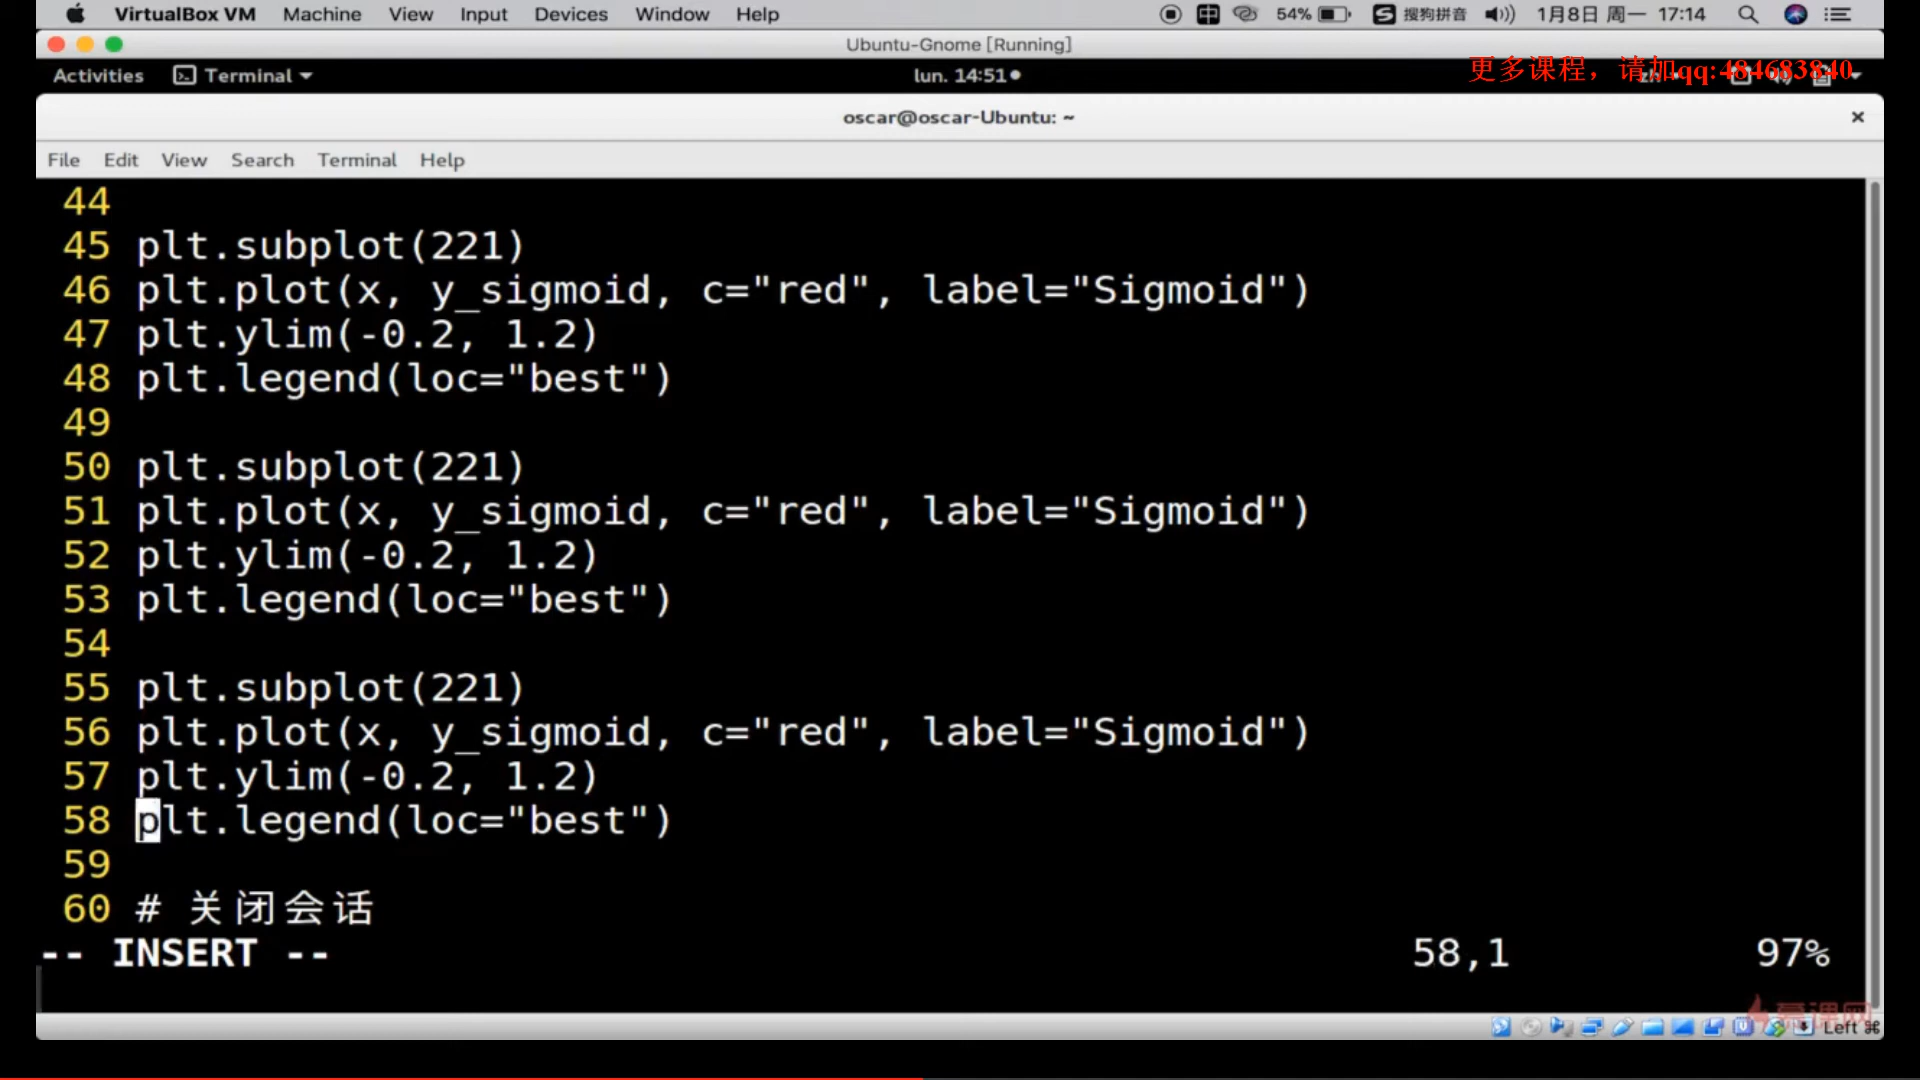 VirtualBox VM Machine View Input Devices Window Help 54% 搜狗拼音 1月8日 周一 17:14
Ubuntu-Gnome [Running]
Activities Terminal lun. 14:51
更多课程，请加qq:484683840
oscar@oscar-Ubuntu: ~
File Edit View Search Terminal Help
44
45 plt.subplot(221)
46 plt.plot(x, y_sigmoid, c="red", label="Sigmoid")
47 plt.ylim(-0.2, 1.2)
48 plt.legend(loc="best")
49
50 plt.subplot(221)
51 plt.plot(x, y_sigmoid, c="red", label="Sigmoid")
52 plt.ylim(-0.2, 1.2)
53 plt.legend(loc="best")
54
55 plt.subplot(221)
56 plt.plot(x, y_sigmoid, c="red", label="Sigmoid")
57 plt.ylim(-0.2, 1.2)
58 plt.legend(loc="best")
59
60 # 关闭会话
-- INSERT -- 58,1 97%
慕课网
Left ⌘